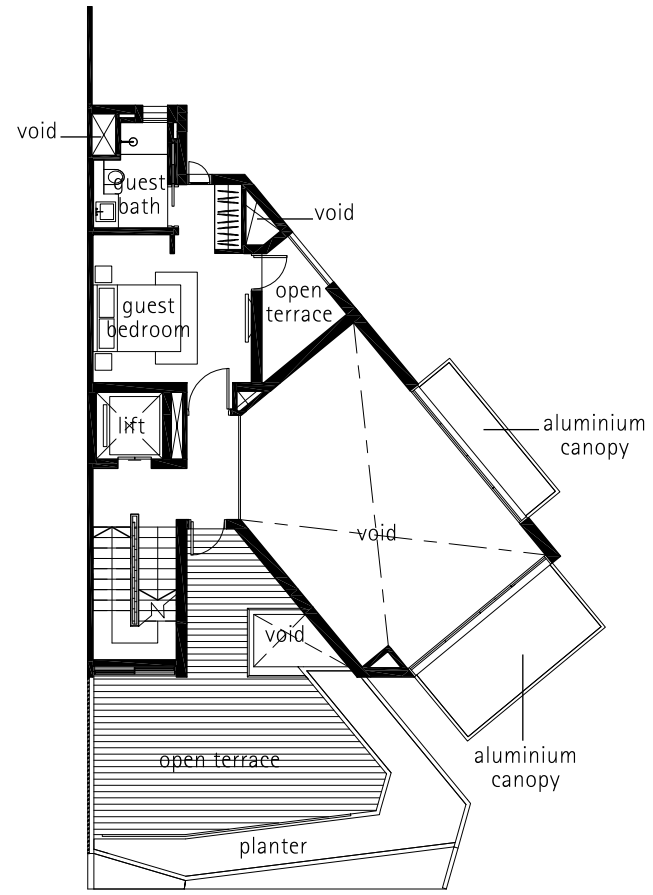 void
guest
bath
void
open
terrace
guest
bedroom
lift
aluminium
canopy
void
void
open terrace
aluminium
canopy
planter